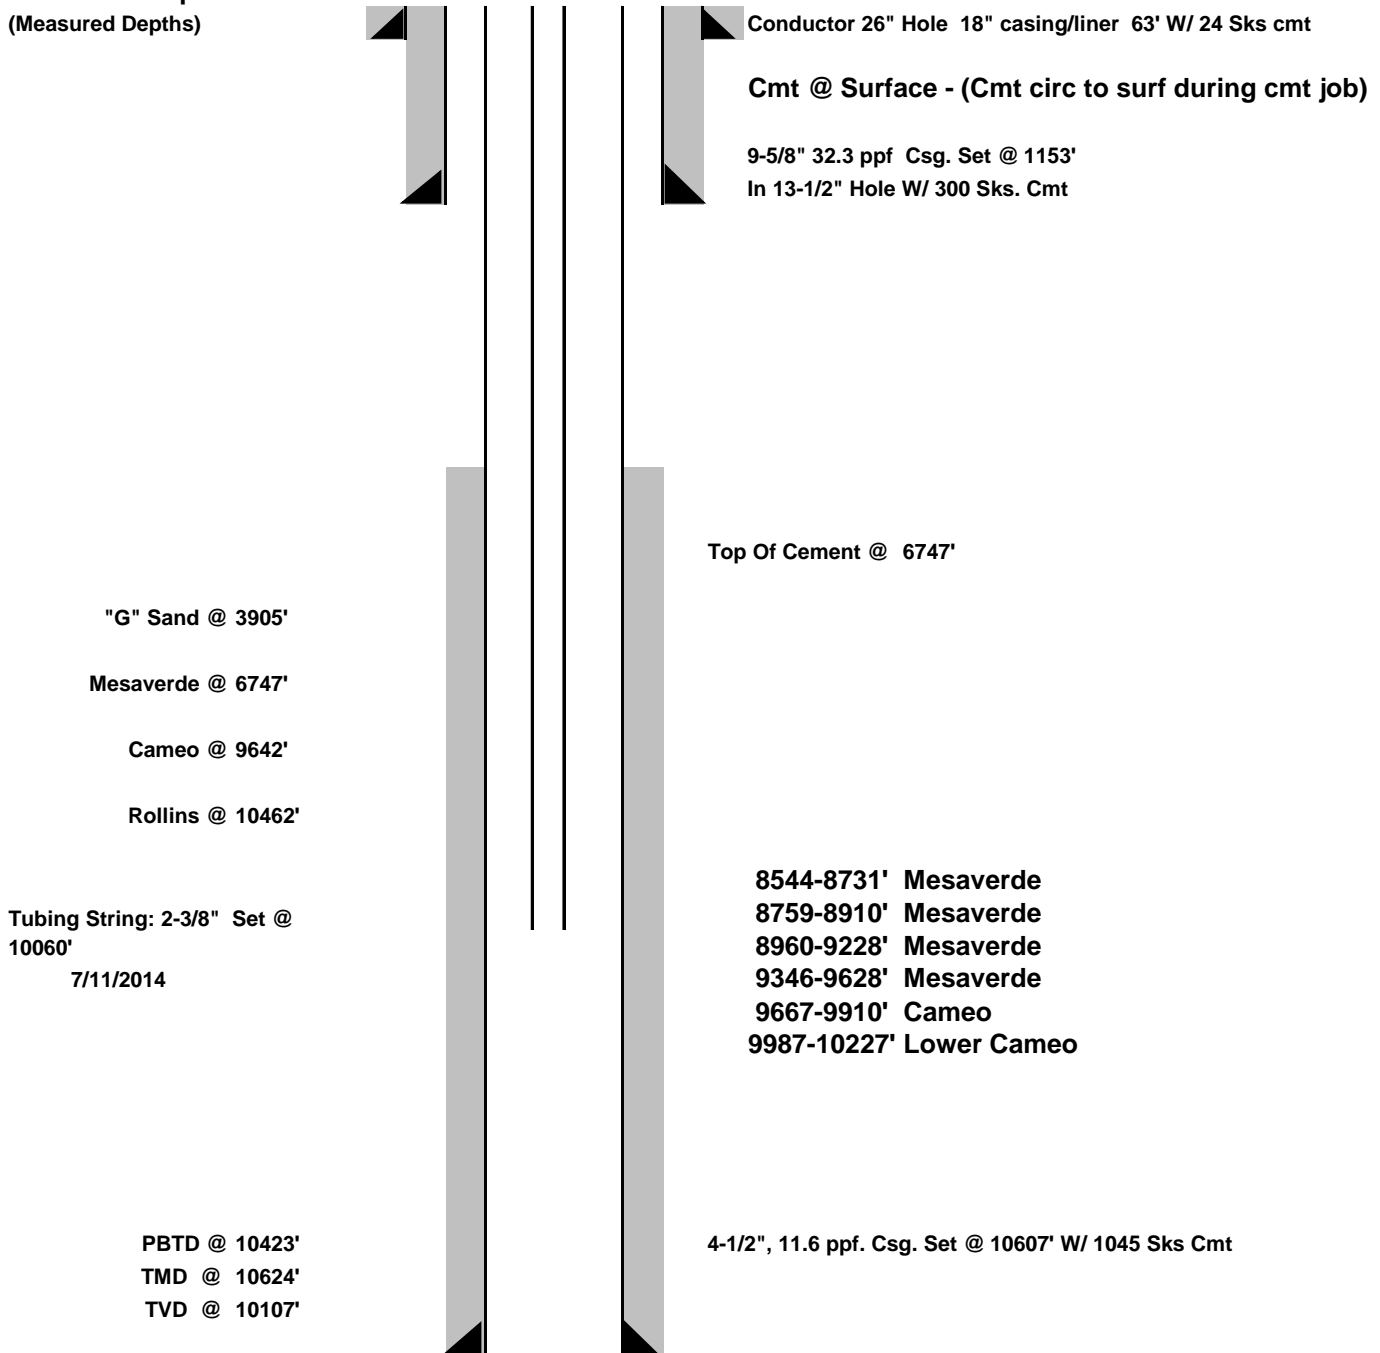 (Measured Depths)
Conductor 26" Hole 18" casing/liner 63' W/ 24 Sks cmt
Cmt @ Surface - (Cmt circ to surf during cmt job)
9-5/8" 32.3 ppf Csg. Set @ 1153'
In 13-1/2" Hole W/ 300 Sks. Cmt
Top Of Cement @ 6747'
"G" Sand @ 3905'
Mesaverde @ 6747'
Cameo @ 9642'
Rollins @ 10462'
8544-8731' Mesaverde
8759-8910' Mesaverde
8960-9228' Mesaverde
9346-9628' Mesaverde
9667-9910' Cameo
9987-10227' Lower Cameo
Tubing String: 2-3/8" Set @
10060'
7/11/2014
PBTD @ 10423'
TMD @ 10624'
TVD @ 10107'
4-1/2", 11.6 ppf. Csg. Set @ 10607' W/ 1045 Sks Cmt